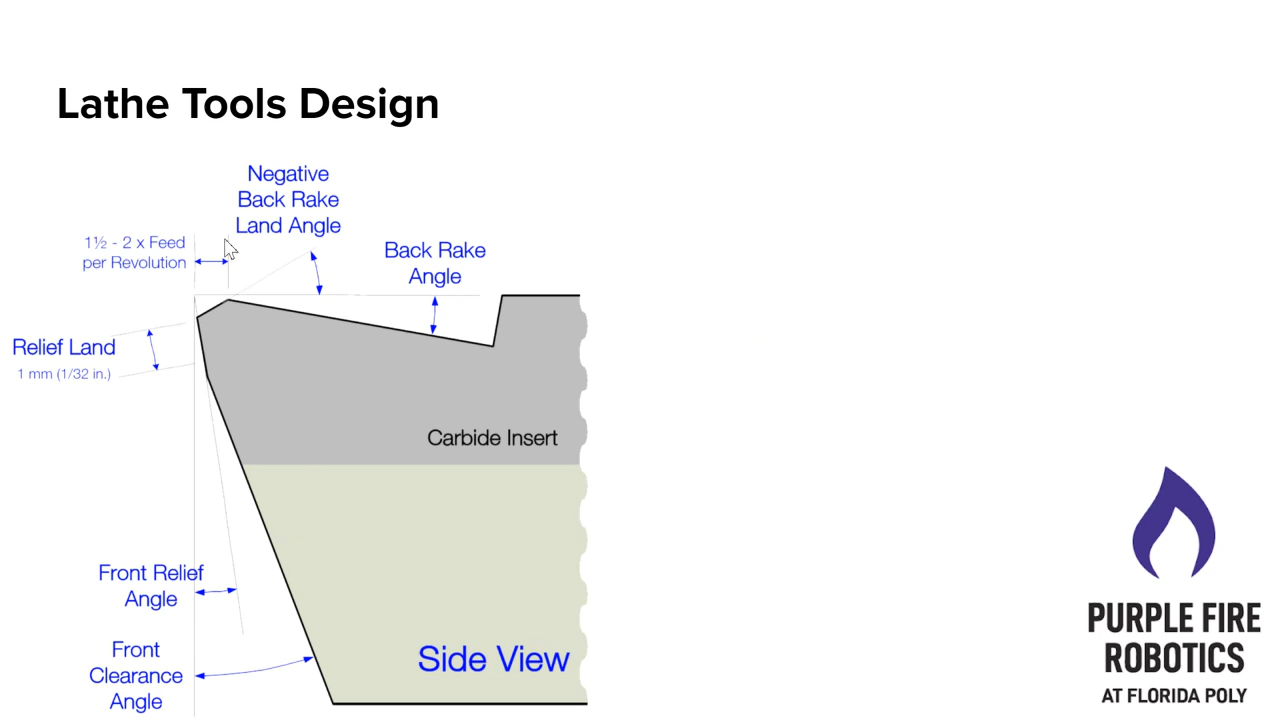 Lathe Tools Design
Negative
Back Rake
Land Angle
1½ - 2 x Feed
per Revolution
Back Rake
Angle
Relief Land
1 mm (1/32 in.)
Carbide Insert
Front Relief
Angle
Front
Clearance
Angle
Side View
PURPLE FIRE
ROBOTICS
AT FLORIDA POLY